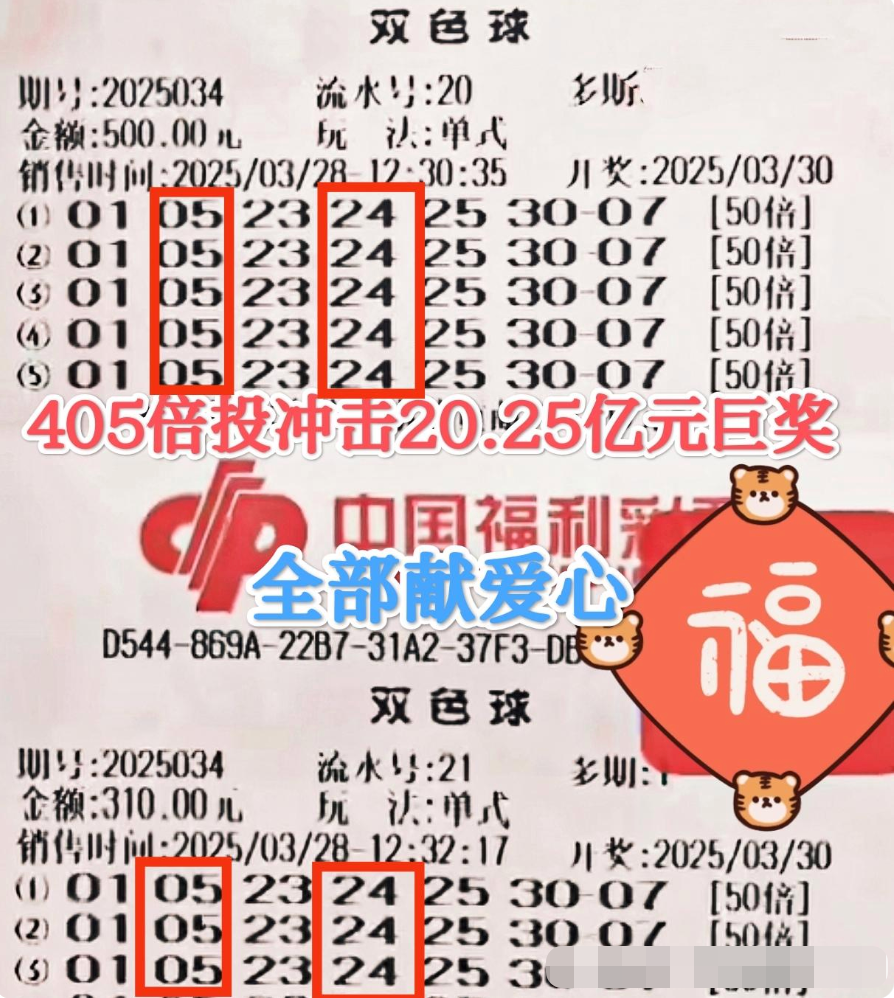 双色球
期号:2025034 流水号:20 多期
金额:500.00元 玩 法:单式
销售时间:2025/03/28-12:30:35 开奖:2025/03/30
(1) 01 05 23 24 25 30-07 [50倍]
(2) 01 05 23 24 25 30-07 [50倍]
(3) 01 05 23 24 25 30-07 [50倍]
(4) 01 05 23 24 25 30-07 [50倍]
(5) 01 05 23 24 25 30-07 [50倍]
405倍投冲击20.25亿元巨奖
中国福利彩
全部献爱心
福
D544-869A-22B7-31A2-37F3-DB
双色球
期号:2025034 流水号:21 多期:1
金额:310.00元 玩 法:单式
销售时间:2025/03/28-12:32:17 开奖:2025/03/30
(1) 01 05 23 24 25 30-07 [50倍]
(2) 01 05 23 24 25 30-07 [50倍]
(3) 01 05 23 24 25 3